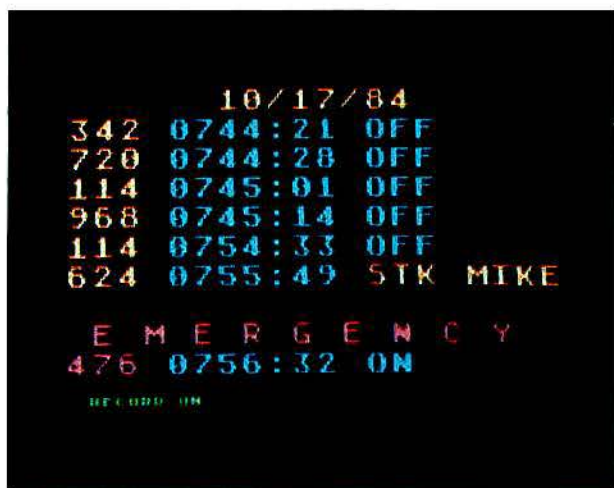 10/17/84
342 0744:21 OFF
720 0744:28 OFF
114 0745:01 OFF
968 0745:14 OFF
114 0754:33 OFF
624 0755:49 STK MIKE
EMERGENCY
476 0756:32 ON
RECORD ON